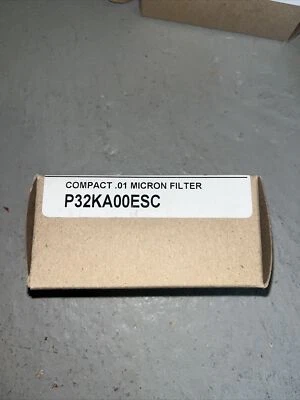 COMPACT .01 MICRON FILTER
P32KA00ESC